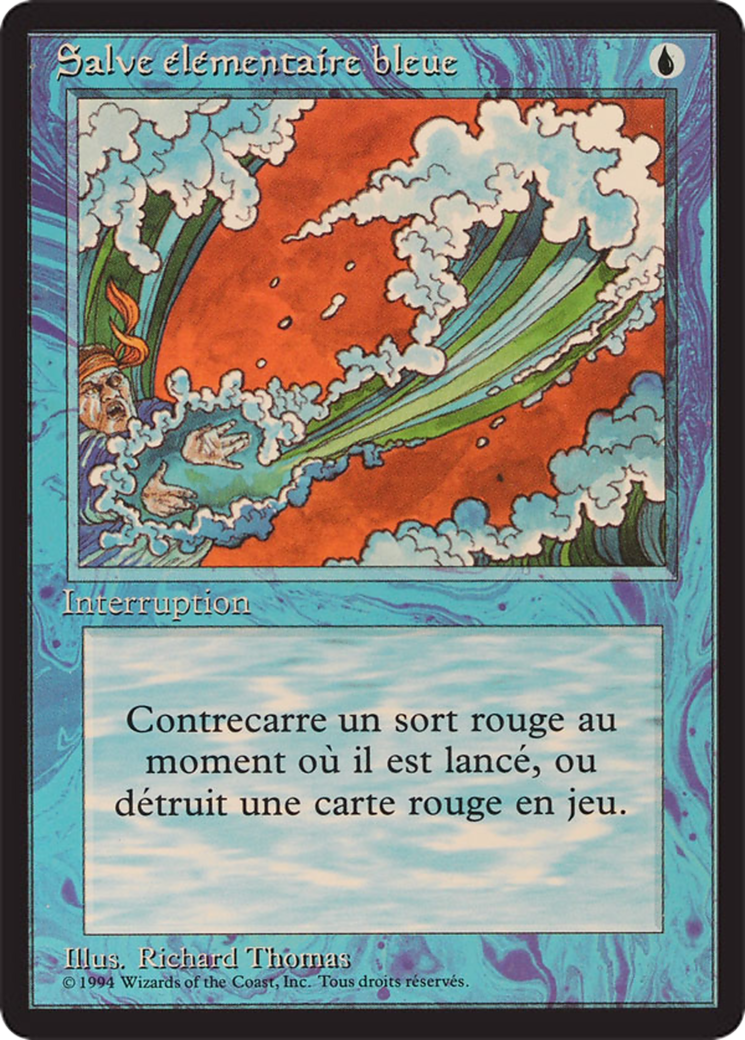 Salve élémentaire bleue
Interruption
Contrecarre un sort rouge au
moment où il est lancé, ou
détruit une carte rouge en jeu.
Illus. Richard Thomas
© 1994 Wizards of the Coast, Inc. Tous droits réservés.